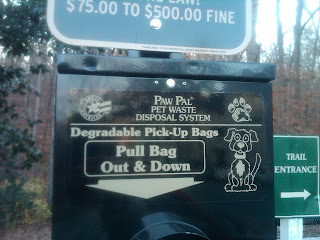 $75.00 TO $500.00 FINE
PAW PAL
PET WASTE
DISPOSAL SYSTEM
Degradable Pick-Up Bags
Pull Bag
Out & Down
TRAIL
ENTRANCE